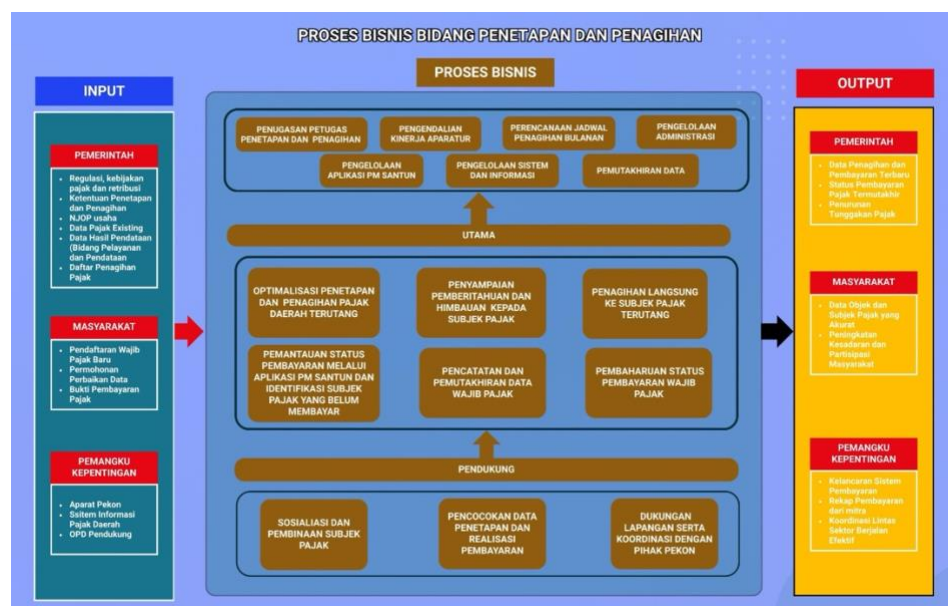 PROSES BISNIS BIDANG PENETAPAN DAN PENAGIHAN
INPUT
PEMERINTAH
• Regulasi, kebijakan
pajak dan retribusi
• Ketentuan Penetapan
dan Penagihan
• NJOP usaha
• Data Pajak Existing
• Data Hasil Pendataan
(Bidang Pelayanan
dan Pendataan
• Daftar Penagihan
Pajak
MASYARAKAT
• Pendaftaran Wajib
Pajak Baru
• Permohonan
Perbaikan Data
• Bukti Pembayaran
Pajak
PEMANGKU
KEPENTINGAN
• Aparat Pekon
• Ssitem Informasi
Pajak Daerah
• OPD Pendukung
PROSES BISNIS
PENUGASAN PETUGAS
PENETAPAN DAN PENAGIHAN
PENGENDALIAN
KINERJA APARATUR
PERENCANAAN JADWAL
PENAGIHAN BULANAN
PENGELOLAAN
ADMINISTRASI
PENGELOLAAN
APLIKASI PM SANTUN
PENGELOLAAN SISTEM
DAN INFORMASI
PEMUTAKHIRAN DATA
UTAMA
OPTIMALISASI PENETAPAN
DAN PENAGIHAN PAJAK
DAERAH TERUTANG
PENYAMPAIAN
PEMBERITAHUAN DAN
HIMBAUAN KEPADA
SUBJEK PAJAK
PENAGIHAN LANGSUNG
KE SUBJEK PAJAK
TERUTANG
PEMANTAUAN STATUS
PEMBAYARAN MELALUI
APLIKASI PM SANTUN DAN
IDENTIFIKASI SUBJEK
PAJAK YANG BELUM
MEMBAYAR
PENCATATAN DAN
PEMUTAKHIRAN DATA
WAJIB PAJAK
PEMBAHARUAN STATUS
PEMBAYARAN WAJIB
PAJAK
PENDUKUNG
SOSIALIASI DAN
PEMBINAAN SUBJEK
PAJAK
PENCOCOKAN DATA
PENETAPAN DAN
REALISASI
PEMBAYARAN
DUKUNGAN
LAPANGAN SERTA
KOORDINASI DENGAN
PIHAK PEKON
OUTPUT
PEMERINTAH
• Data Penagihan dan
Pembayaran Terbaru
• Status Pembayaran
Pajak Termutakhir
• Penurunan
Tunggakan Pajak
MASYARAKAT
• Data Objek dan
Subjek Pajak yang
Akurat
• Peningkatan
Kesadaran dan
Partisipasi
Masyarakat
PEMANGKU
KEPENTINGAN
• Kelancaran Sistem
Pembayaran
• Rekap Pembayaran
dari mitra
• Koordinasi Lintas
Sektor Berjalan
Efektif